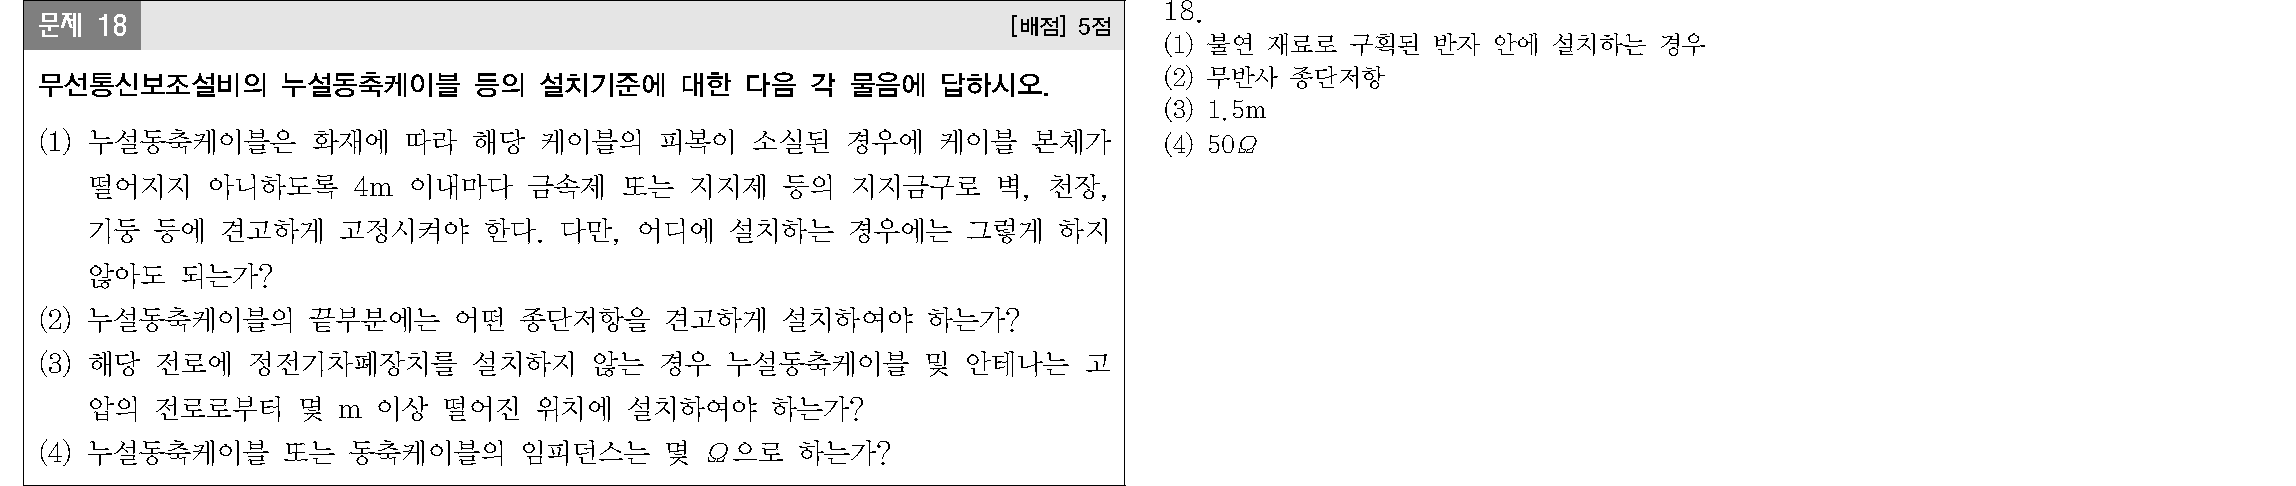 문제 18
[배점] 5점
무선통신보조설비의 누설동축케이블 등의 설치기준에 대한 다음 각 물음에 답하시오.
(1) 누설동축케이블은 화재에 따라 해당 케이블의 피복이 소실된 경우에 케이블 본체가
떨어지지 아니하도록 4m 이내마다 금속제 또는 지지제 등의 지지금구로 벽, 천장,
기둥 등에 견고하게 고정시켜야 한다. 다만, 어디에 설치하는 경우에는 그렇게 하지
않아도 되는가?
(2) 누설동축케이블의 끝부분에는 어떤 종단저항을 견고하게 설치하여야 하는가?
(3) 해당 전로에 정전기차폐장치를 설치하지 않는 경우 누설동축케이블 및 안테나는 고
압의 전로로부터 몇 m 이상 떨어진 위치에 설치하여야 하는가?
(4) 누설동축케이블 또는 동축케이블의 임피던스는 몇 Ω으로 하는가?
18.
(1) 불연 재료로 구획된 반자 안에 설치하는 경우
(2) 무반사 종단저항
(3) 1.5m
(4) 50Ω